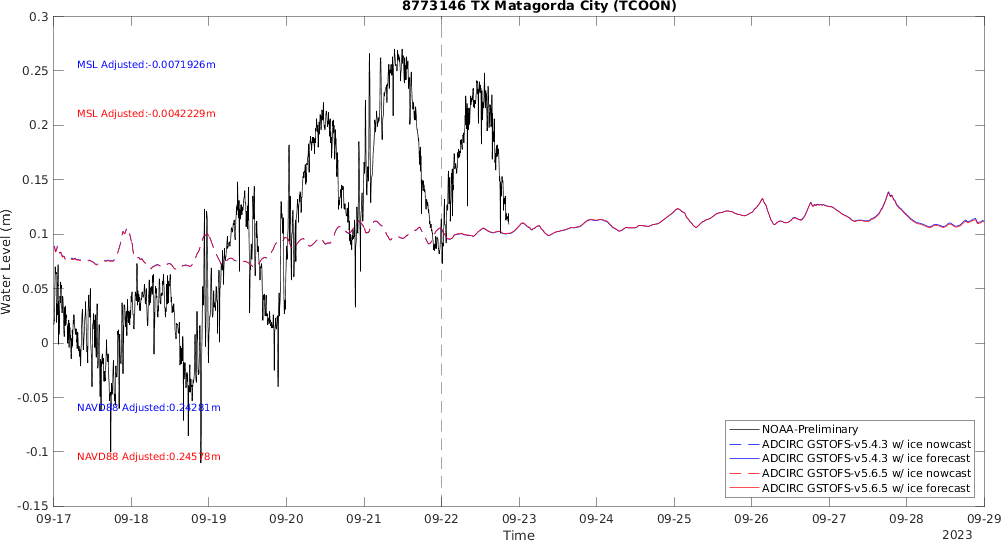 8773146 TX Matagorda City (TCOON)
0.3
0.25
0.2
0.15
0.1
0.05
0
-0.05
-0.1
-0.15
Water Level (m)
MSL Adjusted:-0.0071926m
MSL Adjusted:-0.0042229m
NAVD88 Adjusted:0.24281m
NAVD88 Adjusted:0.24578m
NOAA-Preliminary
ADCIRC GSTOFS-v5.4.3 w/ ice nowcast
ADCIRC GSTOFS-v5.4.3 w/ ice forecast
ADCIRC GSTOFS-v5.6.5 w/ ice nowcast
ADCIRC GSTOFS-v5.6.5 w/ ice forecast
09-17 09-18 09-19 09-20 09-21 09-22 09-23 09-24 09-25 09-26 09-27 09-28 09-29
Time
2023